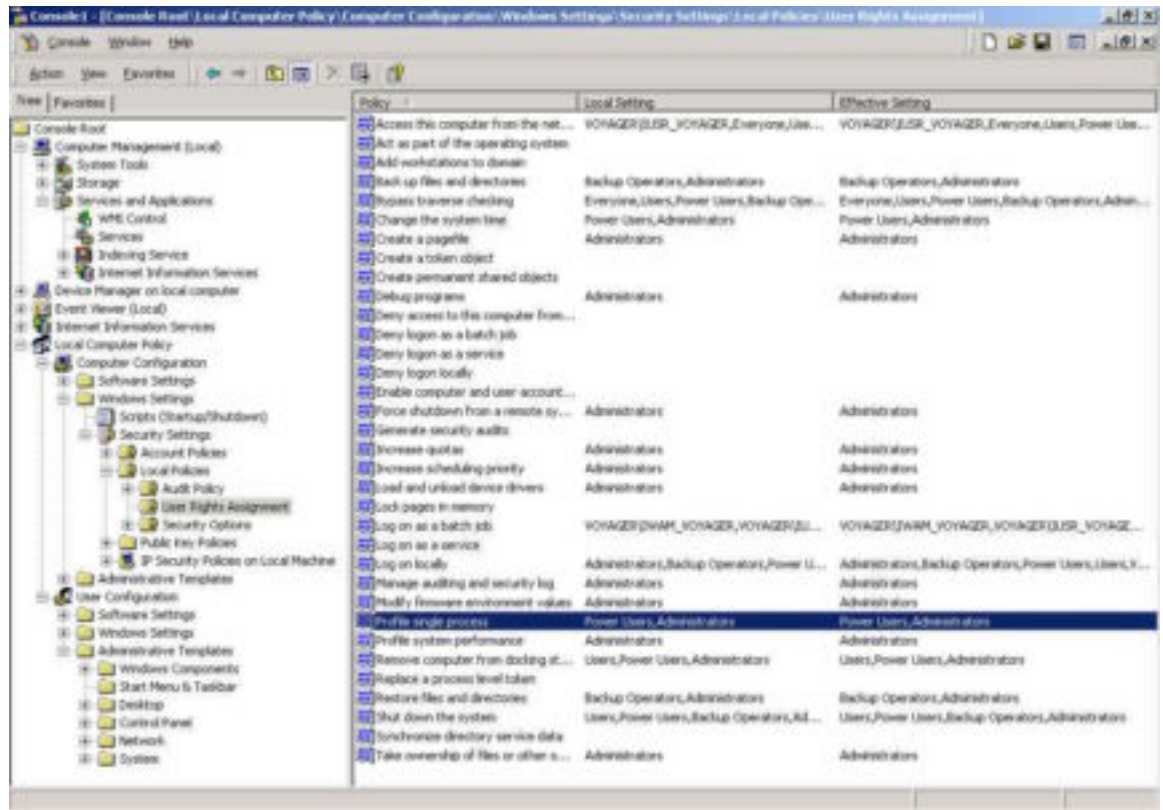 Console1 - [Console Root\Local Computer Policy\Computer Configuration\Windows Settings\Security Settings\Local Policies\User Rights Assignment]
Console Window Help
Action View Favorites
Tree Favorites
Console Root
Computer Management (Local)
System Tools
Storage
Services and Applications
WMI Control
Services
Indexing Service
Internet Information Services
Device Manager on local computer
Event Viewer (Local)
Internet Information Services
Local Computer Policy
Computer Configuration
Software Settings
Windows Settings
Scripts (Startup/Shutdown)
Security Settings
Account Policies
Local Policies
Audit Policy
User Rights Assignment
Security Options
Public Key Policies
IP Security Policies on Local Machine
Administrative Templates
User Configuration
Software Settings
Windows Settings
Administrative Templates
Windows Components
Start Menu & Taskbar
Desktop
Control Panel
Network
System
Policy Local Setting Effective Setting
Access this computer from the net... VOYAGER\IUSR_VOYAGER,Everyone,Use... VOYAGER\IUSR_VOYAGER,Everyone,Users,Power Use...
Act as part of the operating system
Add workstations to domain
Back up files and directories Backup Operators,Administrators Backup Operators,Administrators
Bypass traverse checking Everyone,Users,Power Users,Backup Ope... Everyone,Users,Power Users,Backup Operators,Admin...
Change the system time Power Users,Administrators Power Users,Administrators
Create a pagefile Administrators Administrators
Create a token object
Create permanent shared objects
Debug programs Administrators Administrators
Deny access to this computer from...
Deny logon as a batch job
Deny logon as a service
Deny logon locally
Enable computer and user account...
Force shutdown from a remote sy... Administrators Administrators
Generate security audits
Increase quotas Administrators Administrators
Increase scheduling priority Administrators Administrators
Load and unload device drivers Administrators Administrators
Lock pages in memory
Log on as a batch job VOYAGER\IWAM_VOYAGER,VOYAGER\IU... VOYAGER\IWAM_VOYAGER,VOYAGER\IUSR_VOYAGE...
Log on as a service
Log on locally Administrators,Backup Operators,Power U... Administrators,Backup Operators,Power Users,Users,V...
Manage auditing and security log Administrators Administrators
Modify firmware environment values Administrators Administrators
Profile single process Power Users,Administrators Power Users,Administrators
Profile system performance Administrators Administrators
Remove computer from docking st... Users,Power Users,Administrators Users,Power Users,Administrators
Replace a process level token
Restore files and directories Backup Operators,Administrators Backup Operators,Administrators
Shut down the system Users,Power Users,Backup Operators,Ad... Users,Power Users,Backup Operators,Administrators
Synchronize directory service data
Take ownership of files or other o... Administrators Administrators